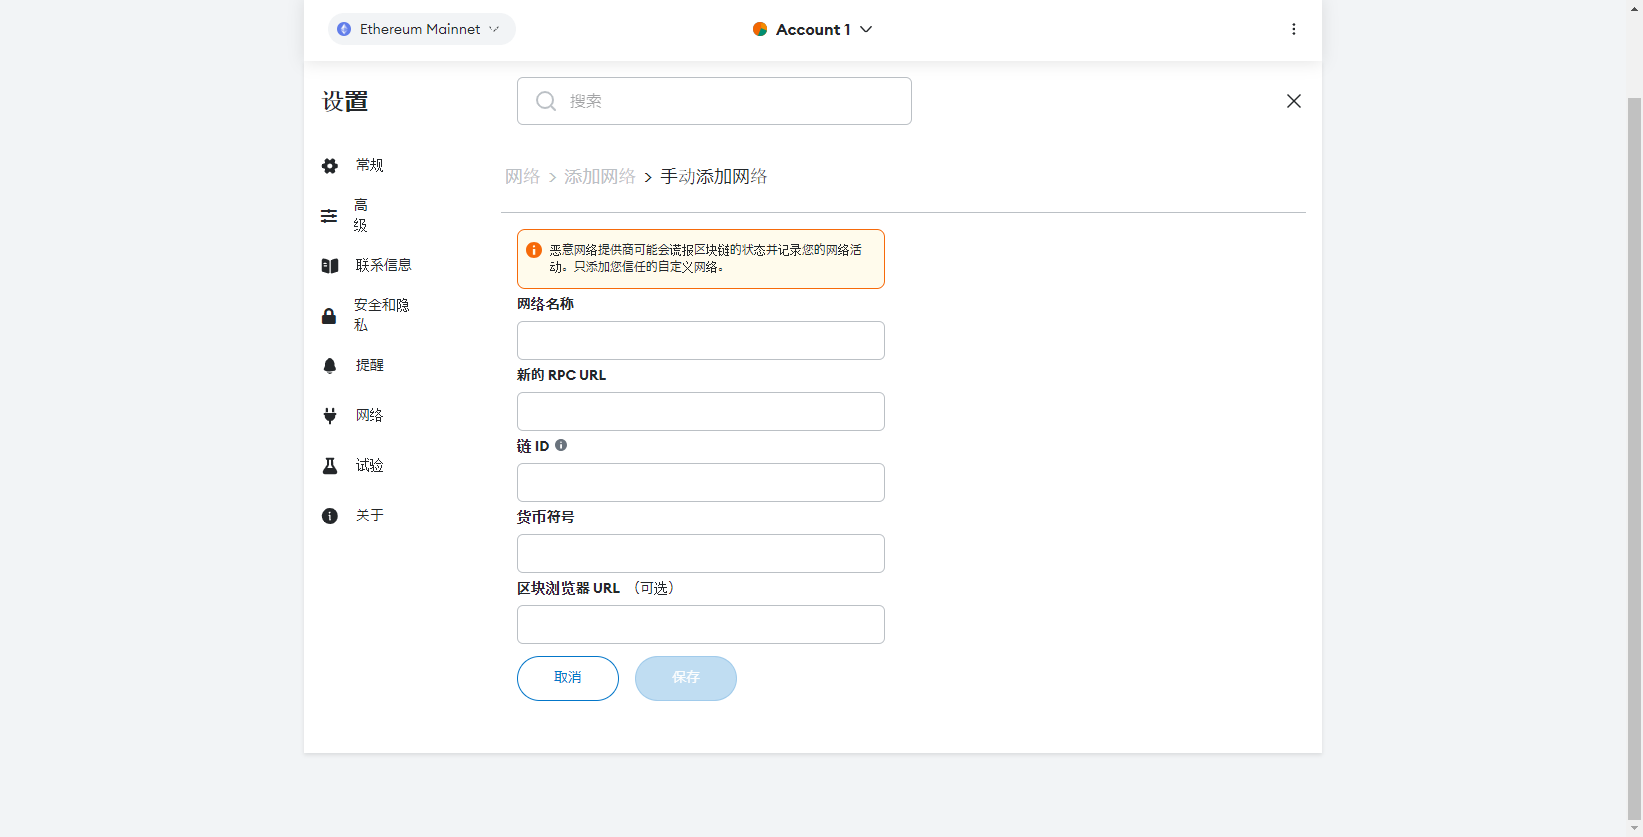 Ethereum Mainnet
Account 1
设置
搜索
常规
高
级
联系信息
安全和隐
私
提醒
网络
试验
关于
网络 > 添加网络 > 手动添加网络
恶意网络提供商可能会谎报区块链的状态并记录您的网络活
动。只添加您信任的自定义网络。
网络名称
新的 RPC URL
链 ID
货币符号
区块浏览器 URL （可选）
取消
保存